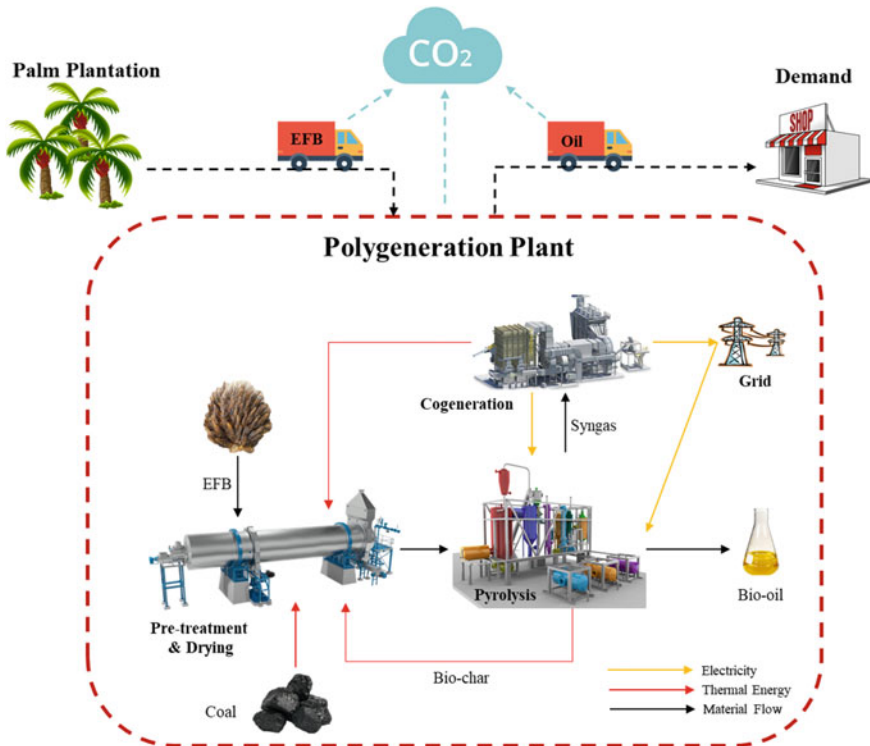 CO₂
Palm Plantation
Demand
EFB
Oil
SHOP
Polygeneration Plant
Cogeneration
Grid
Syngas
EFB
Pyrolysis
Bio-oil
Pre-treatment
& Drying
Bio-char
Coal
Electricity
Thermal Energy
Material Flow